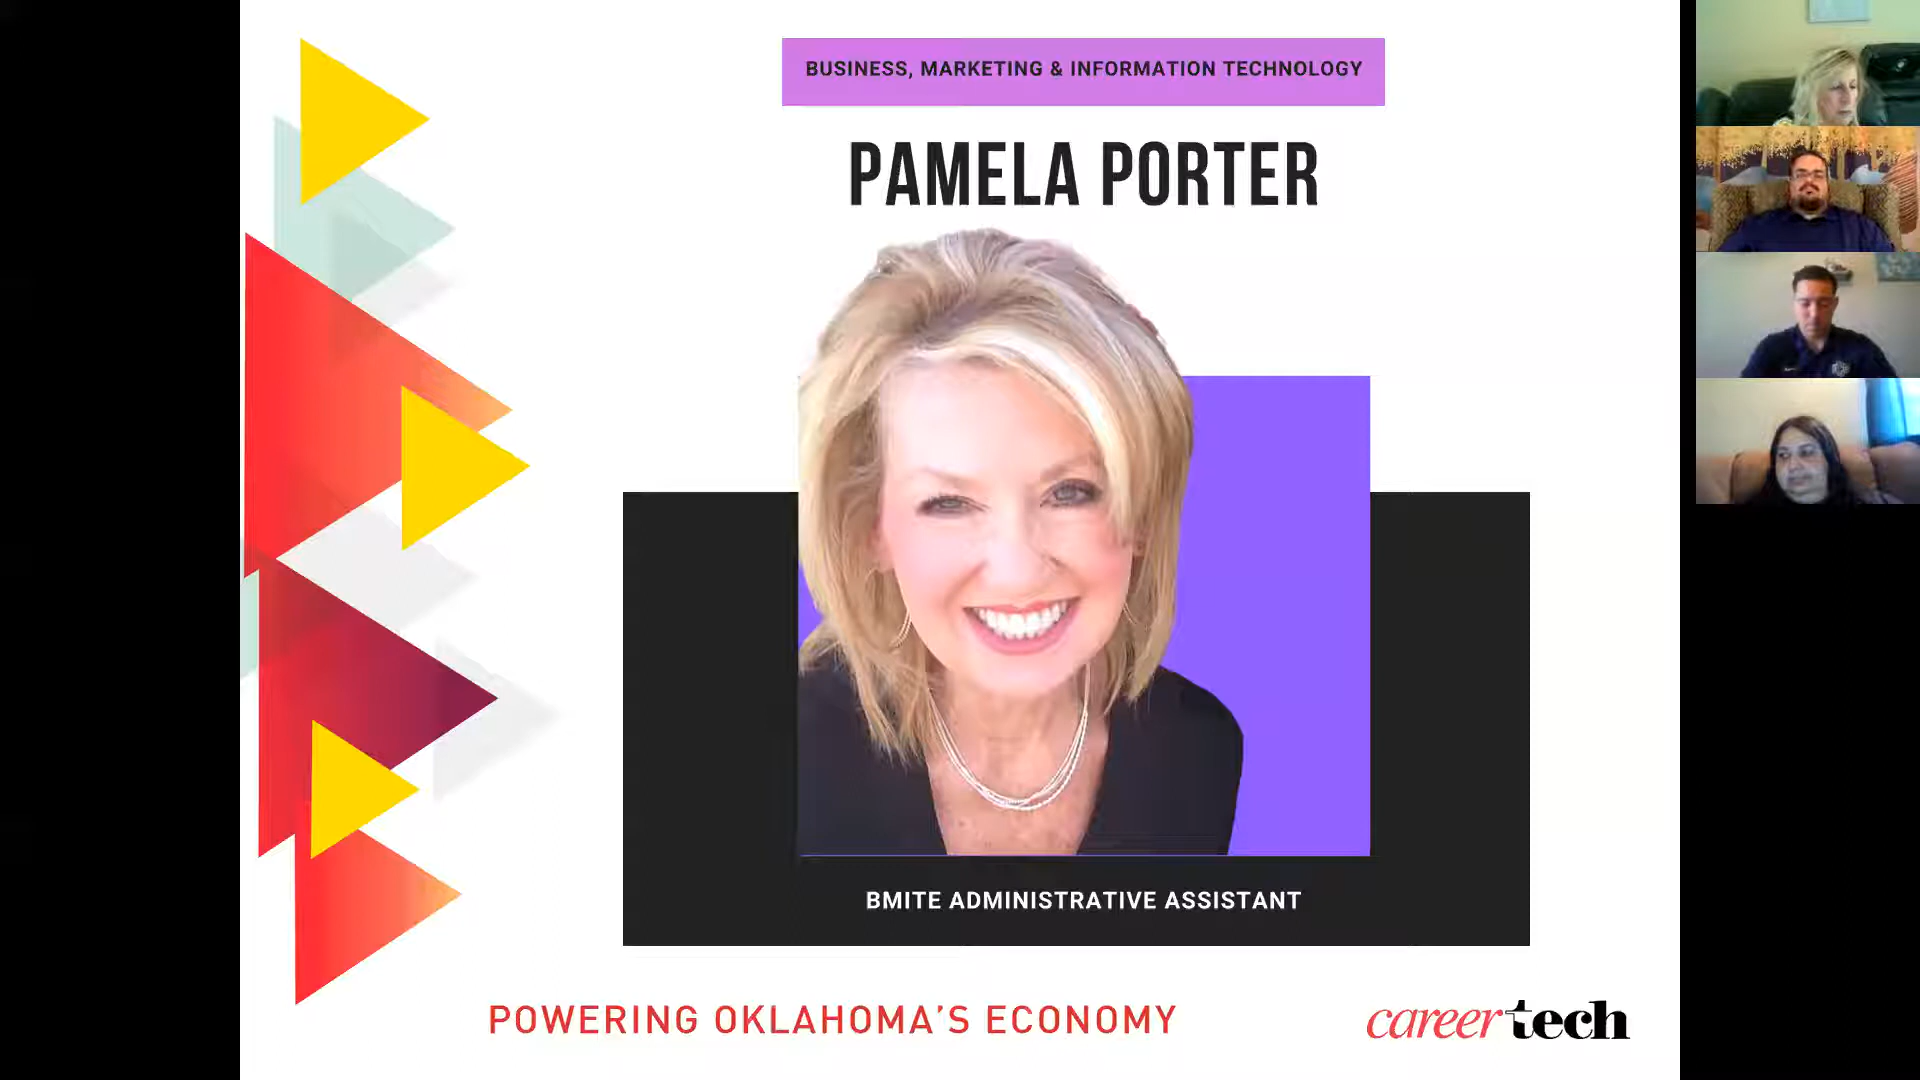 BUSINESS, MARKETING & INFORMATION TECHNOLOGY
PAMELA PORTER
BMITE ADMINISTRATIVE ASSISTANT
POWERING OKLAHOMA'S ECONOMY
careertech